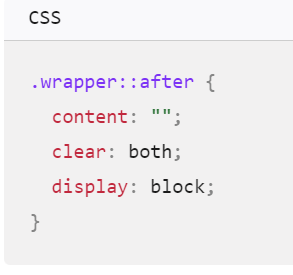 CSS
.wrapper::after {
  content: "";
  clear: both;
  display: block;
}